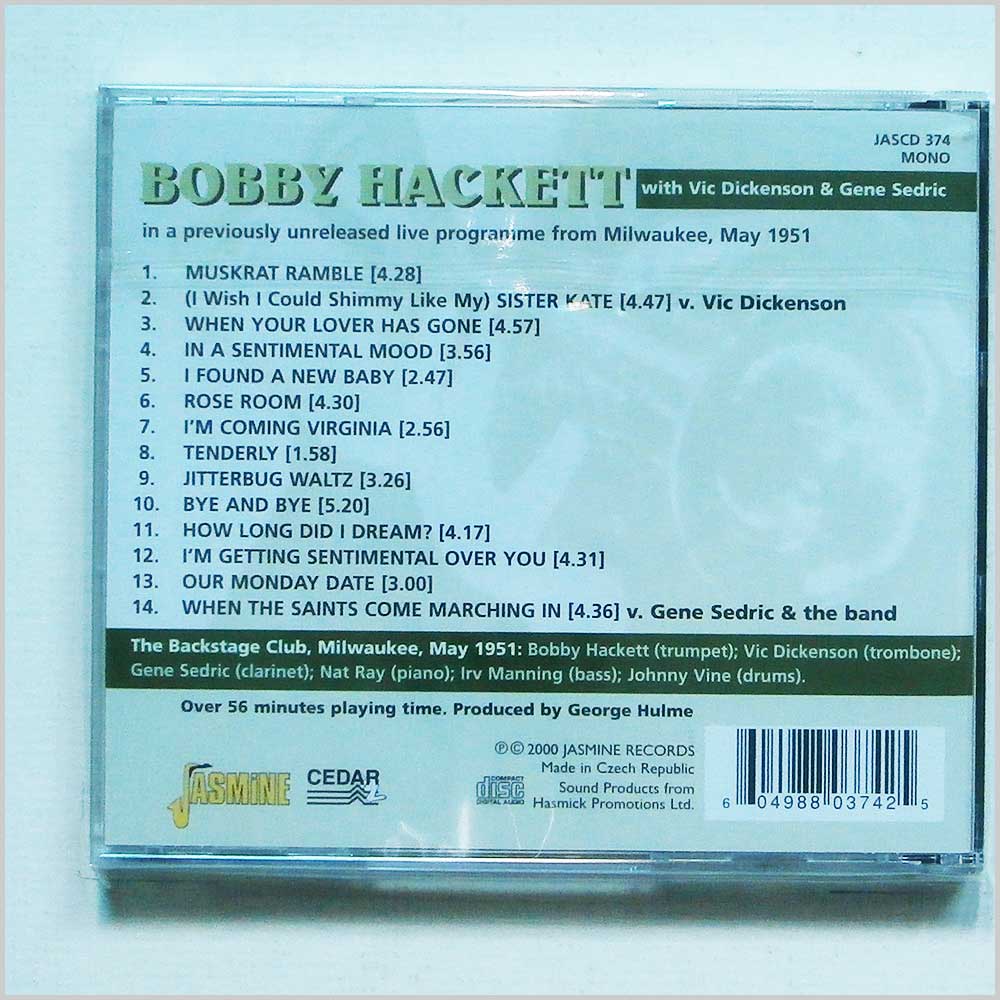 JASCD 374
MONO
BOBBY HACKETT with Vic Dickenson & Gene Sedric
in a previously unreleased live programme from Milwaukee, May 1951
1. MUSKRAT RAMBLE [4.28]
2. (I Wish I Could Shimmy Like My) SISTER KATE [4.47] v. Vic Dickenson
3. WHEN YOUR LOVER HAS GONE [4.57]
4. IN A SENTIMENTAL MOOD [3.56]
5. I FOUND A NEW BABY [2.47]
6. ROSE ROOM [4.30]
7. I'M COMING VIRGINIA [2.56]
8. TENDERLY [1.58]
9. JITTERBUG WALTZ [3.26]
10. BYE AND BYE [5.20]
11. HOW LONG DID I DREAM? [4.17]
12. I'M GETTING SENTIMENTAL OVER YOU [4.31]
13. OUR MONDAY DATE [3.00]
14. WHEN THE SAINTS COME MARCHING IN [4.36] v. Gene Sedric & the band
The Backstage Club, Milwaukee, May 1951: Bobby Hackett (trumpet); Vic Dickenson (trombone);
Gene Sedric (clarinet); Nat Ray (piano); Irv Manning (bass); Johnny Vine (drums).
Over 56 minutes playing time. Produced by George Hulme
JASMINE
CEDAR
COMPACT
disc
DIGITAL AUDIO
℗ © 2000 JASMINE RECORDS
Made in Czech Republic
Sound Products from
Hasmick Promotions Ltd.
6 04988 03742 5